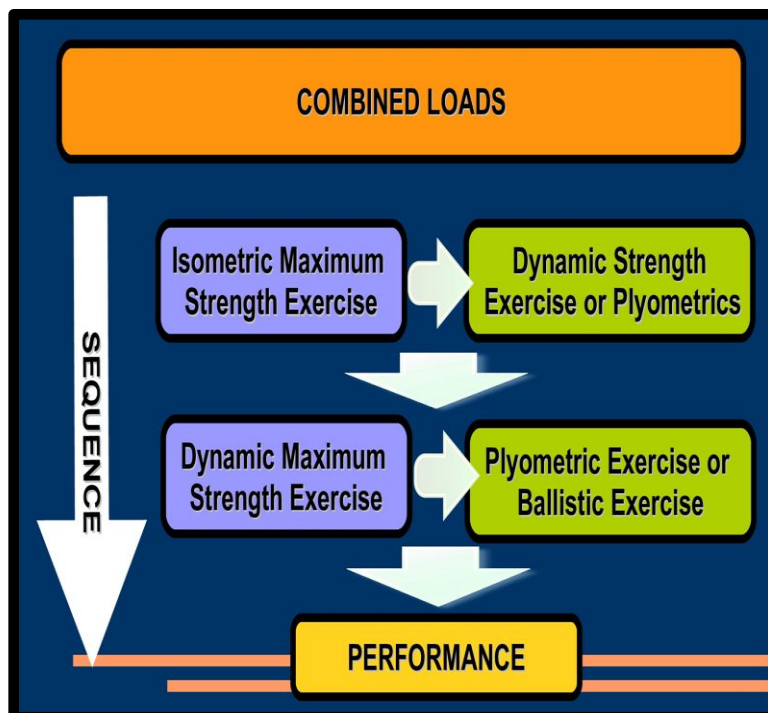 COMBINED LOADS
SEQUENCE
Isometric Maximum
Strength Exercise
Dynamic Strength
Exercise or Plyometrics
Dynamic Maximum
Strength Exercise
Plyometric Exercise or
Ballistic Exercise
PERFORMANCE